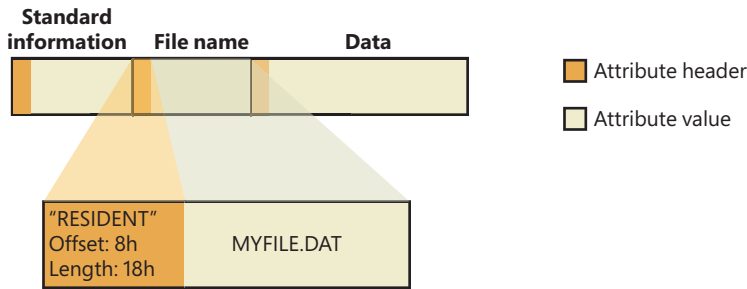 Standard
information File name Data
Attribute header
Attribute value
“RESIDENT”
Offset: 8h
Length: 18h
MYFILE.DAT